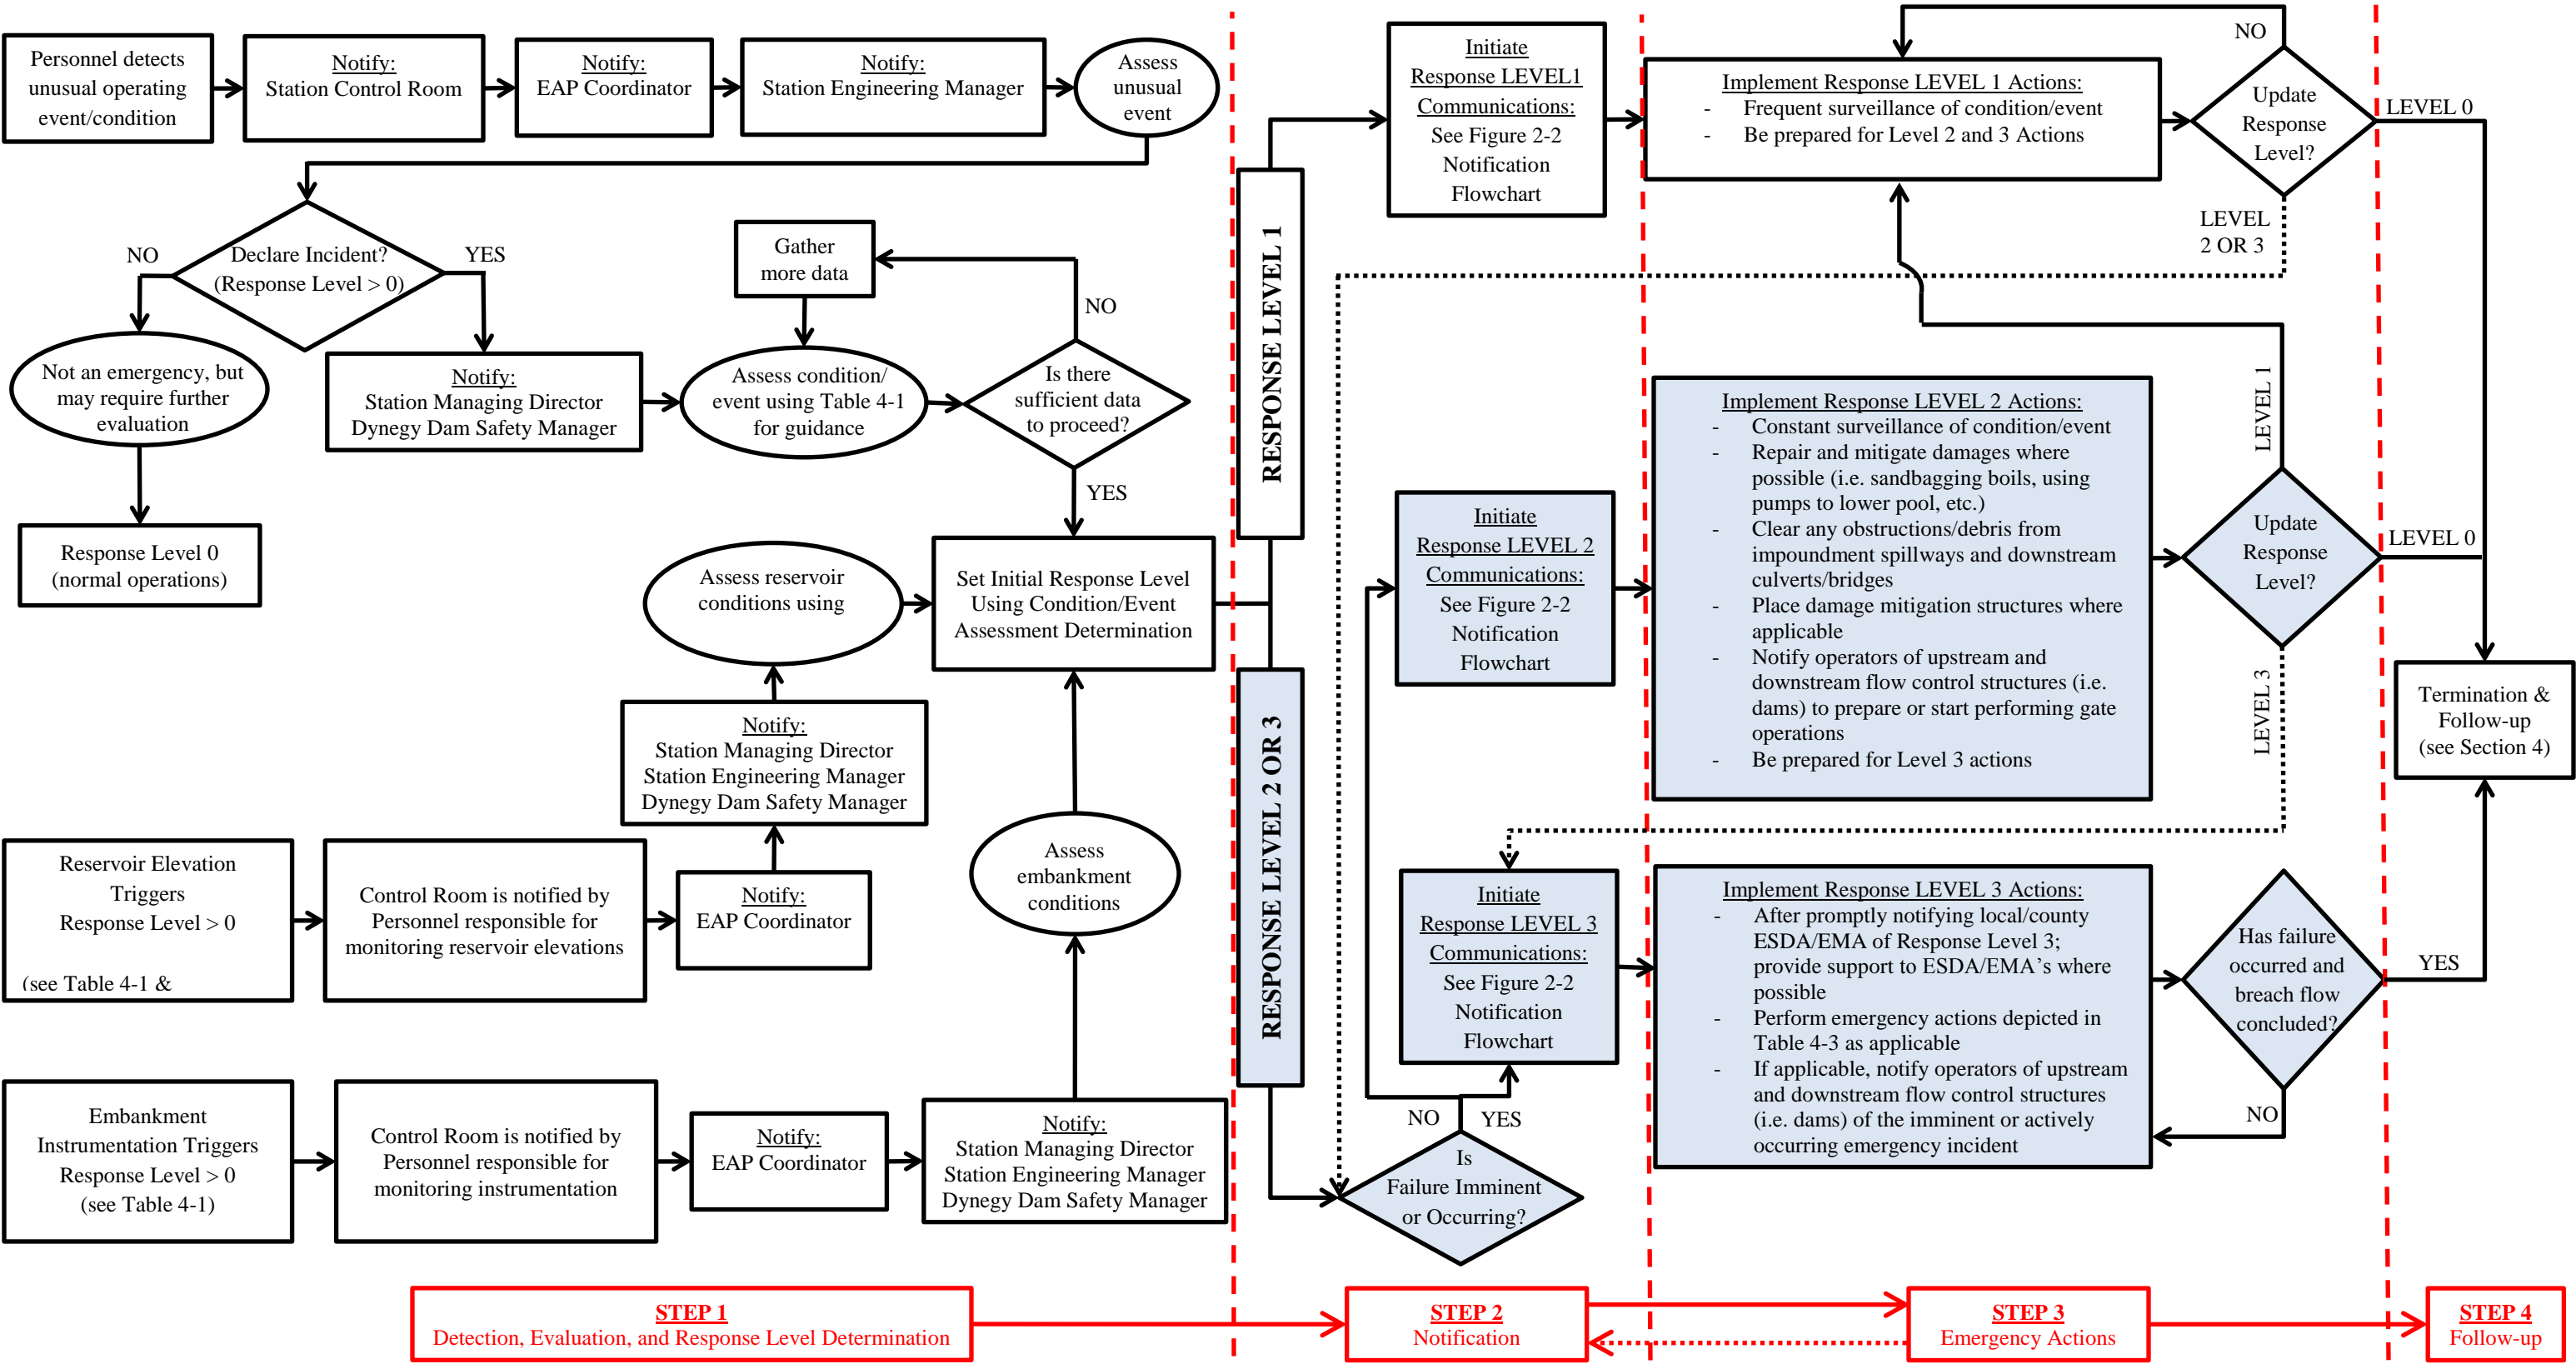 Personnel detects
unusual operating
event/condition
Notify:
Station Control Room
Notify:
EAP Coordinator
Notify:
Station Engineering Manager
Assess
unusual
event
NO
Declare Incident?
(Response Level > 0)
YES
Not an emergency, but
may require further
evaluation
Response Level 0
(normal operations)
Notify:
Station Managing Director
Dynegy Dam Safety Manager
Gather
more data
Assess condition/
event using Table 4-1
for guidance
NO
Is there
sufficient data
to proceed?
YES
Assess reservoir
conditions using
Set Initial Response Level
Using Condition/Event
Assessment Determination
Notify:
Station Managing Director
Station Engineering Manager
Dynegy Dam Safety Manager
Reservoir Elevation
Triggers
Response Level > 0
(see Table 4-1 &
Control Room is notified by
Personnel responsible for
monitoring reservoir elevations
Notify:
EAP Coordinator
Assess
embankment
conditions
Embankment
Instrumentation Triggers
Response Level > 0
(see Table 4-1)
Control Room is notified by
Personnel responsible for
monitoring instrumentation
Notify:
EAP Coordinator
Notify:
Station Managing Director
Station Engineering Manager
Dynegy Dam Safety Manager
RESPONSE LEVEL 1
RESPONSE LEVEL 2 OR 3
Initiate
Response LEVEL1
Communications:
See Figure 2-2
Notification
Flowchart
Implement Response LEVEL 1 Actions:
- Frequent surveillance of condition/event
- Be prepared for Level 2 and 3 Actions
NO
Update
Response
Level?
LEVEL 0
LEVEL
2 OR 3
Initiate
Response LEVEL 2
Communications:
See Figure 2-2
Notification
Flowchart
Implement Response LEVEL 2 Actions:
- Constant surveillance of condition/event
- Repair and mitigate damages where
possible (i.e. sandbagging boils, using
pumps to lower pool, etc.)
- Clear any obstructions/debris from
impoundment spillways and downstream
culverts/bridges
- Place damage mitigation structures where
applicable
- Notify operators of upstream and
downstream flow control structures (i.e.
dams) to prepare or start performing gate
operations
- Be prepared for Level 3 actions
LEVEL 1
Update
Response
Level?
LEVEL 0
LEVEL 3
Termination &
Follow-up
(see Section 4)
Initiate
Response LEVEL 3
Communications:
See Figure 2-2
Notification
Flowchart
Implement Response LEVEL 3 Actions:
- After promptly notifying local/county
ESDA/EMA of Response Level 3;
provide support to ESDA/EMA’s where
possible
- Perform emergency actions depicted in
Table 4-3 as applicable
- If applicable, notify operators of upstream
and downstream flow control structures
(i.e. dams) of the imminent or actively
occurring emergency incident
Has failure
occurred and
breach flow
concluded?
YES
NO
NO
YES
Is
Failure Imminent
or Occurring?
STEP 1
Detection, Evaluation, and Response Level Determination
STEP 2
Notification
STEP 3
Emergency Actions
STEP 4
Follow-up